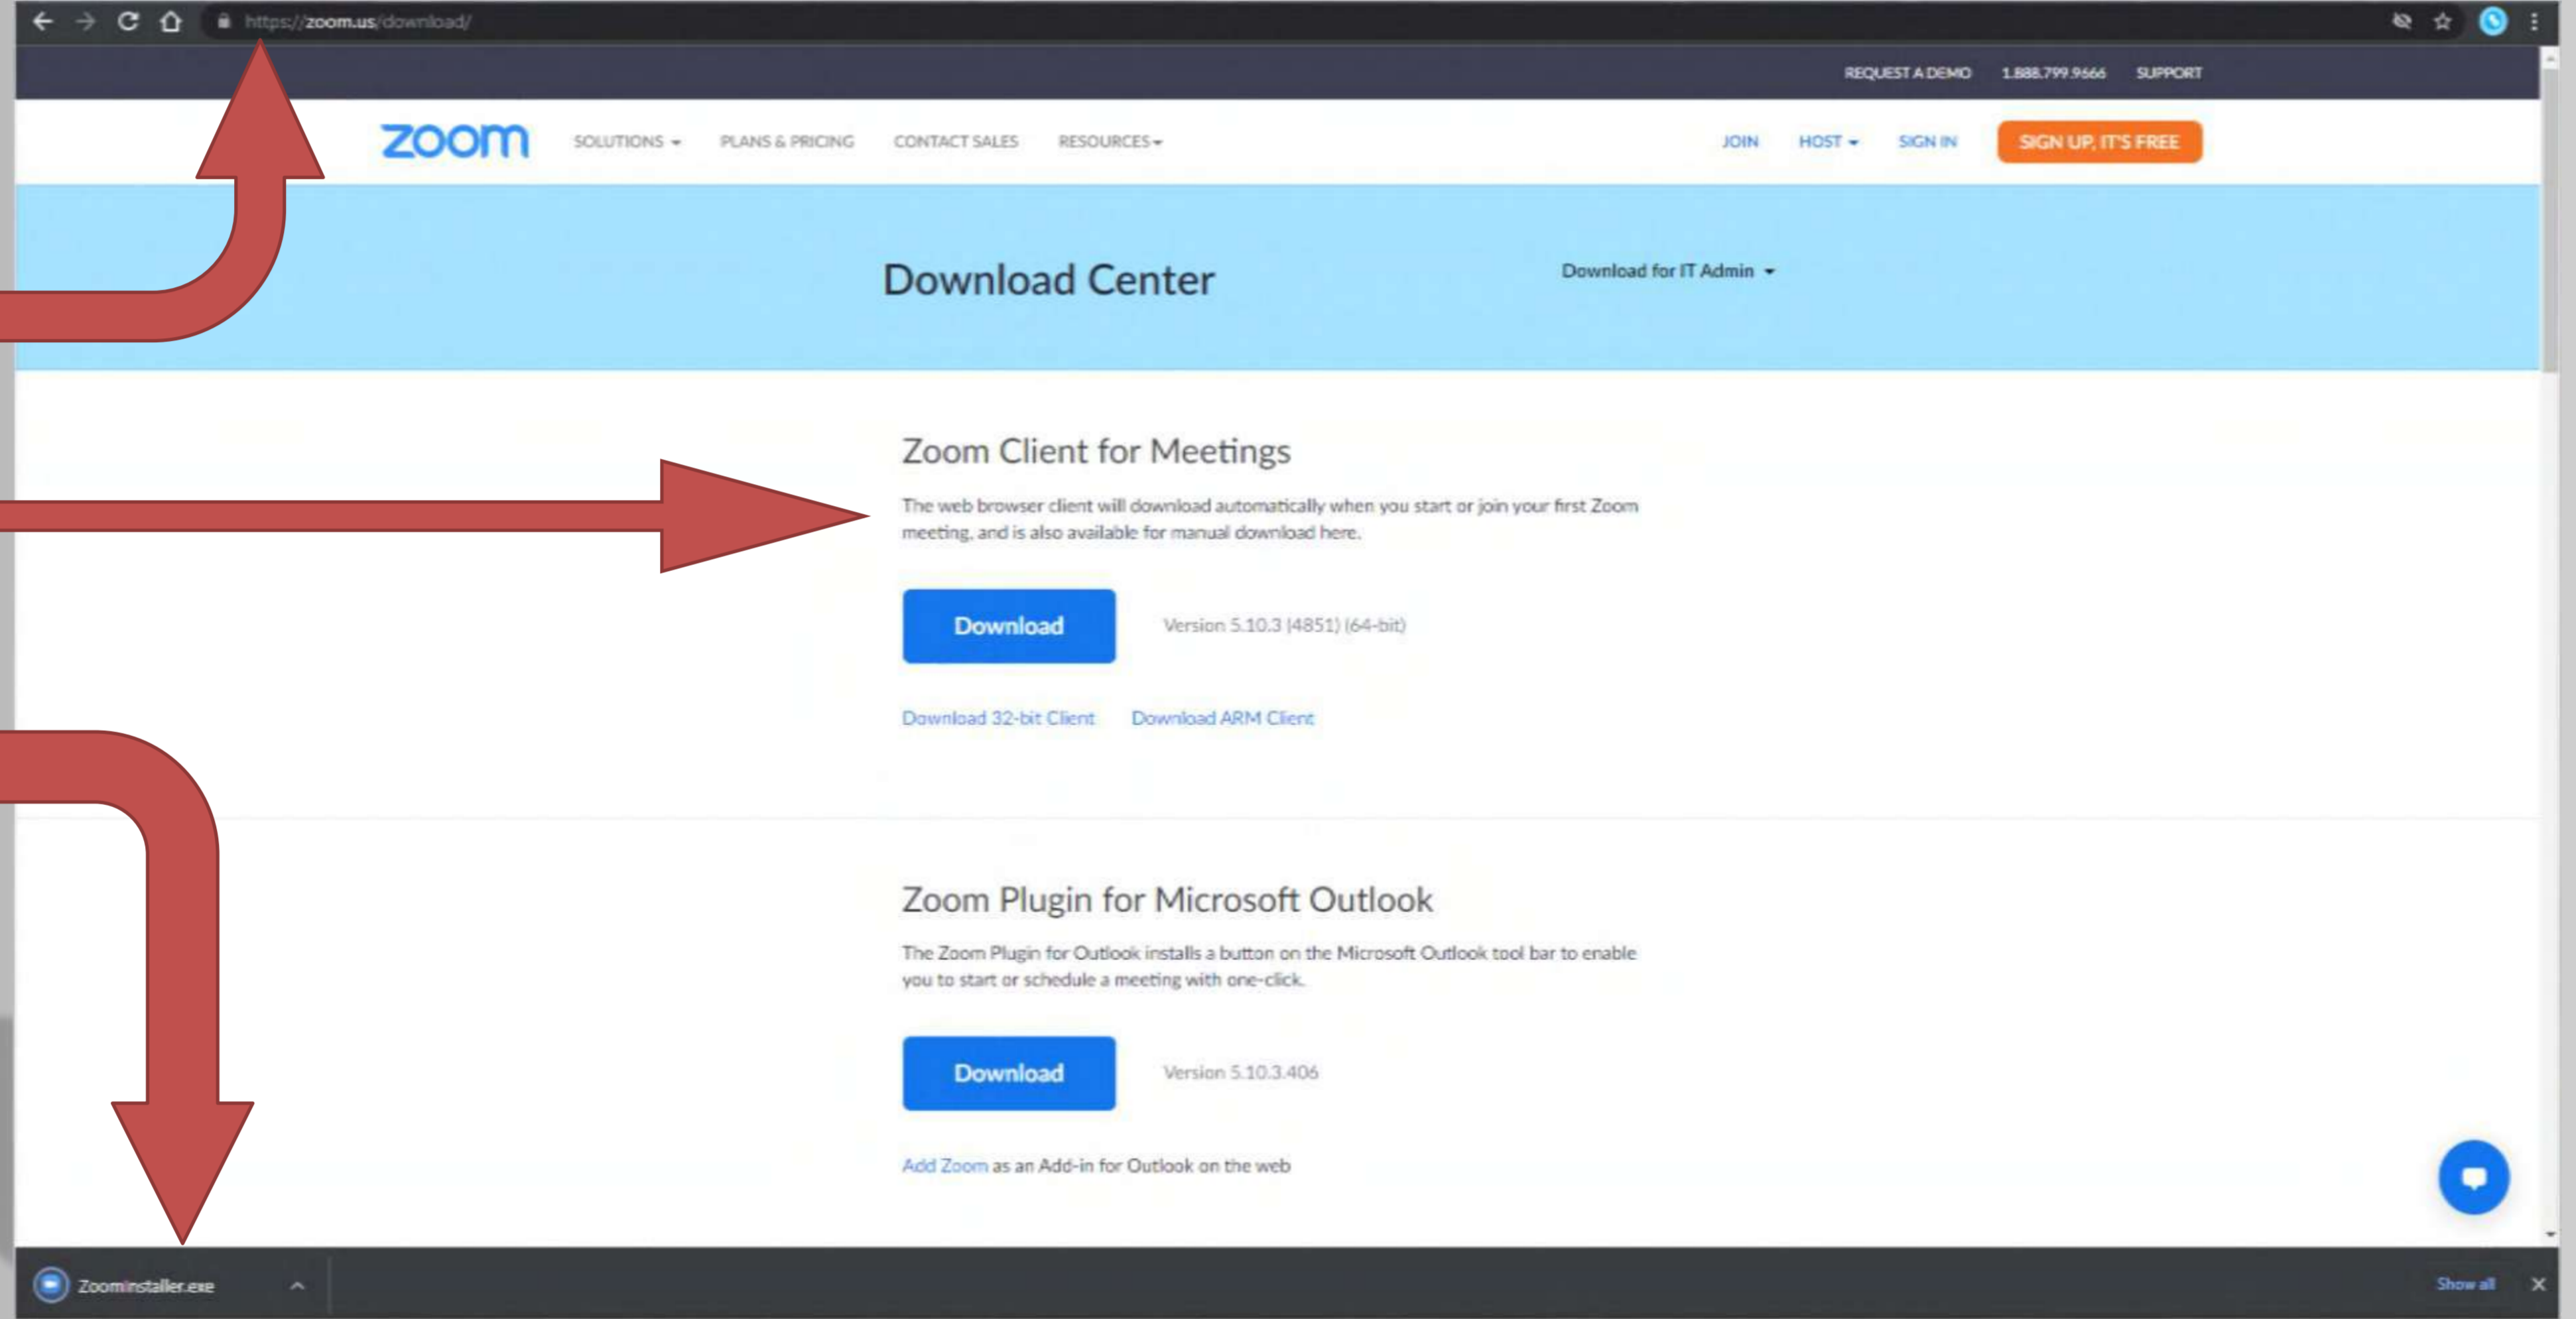 https://zoom.us/download/
REQUEST A DEMO 1.888.799.9666 SUPPORT
zoom SOLUTIONS PLANS & PRICING CONTACT SALES RESOURCES JOIN HOST SIGN IN SIGN UP, IT'S FREE
Download Center Download for IT Admin
Zoom Client for Meetings
The web browser client will download automatically when you start or join your first Zoom
meeting, and is also available for manual download here.
Download Version 5.10.3 (4851) (64-bit)
Download 32-bit Client Download ARM Client
Zoom Plugin for Microsoft Outlook
The Zoom Plugin for Outlook installs a button on the Microsoft Outlook tool bar to enable
you to start or schedule a meeting with one-click.
Download Version 5.10.3.406
Add Zoom as an Add-in for Outlook on the web
Zoominstaller.exe Show all